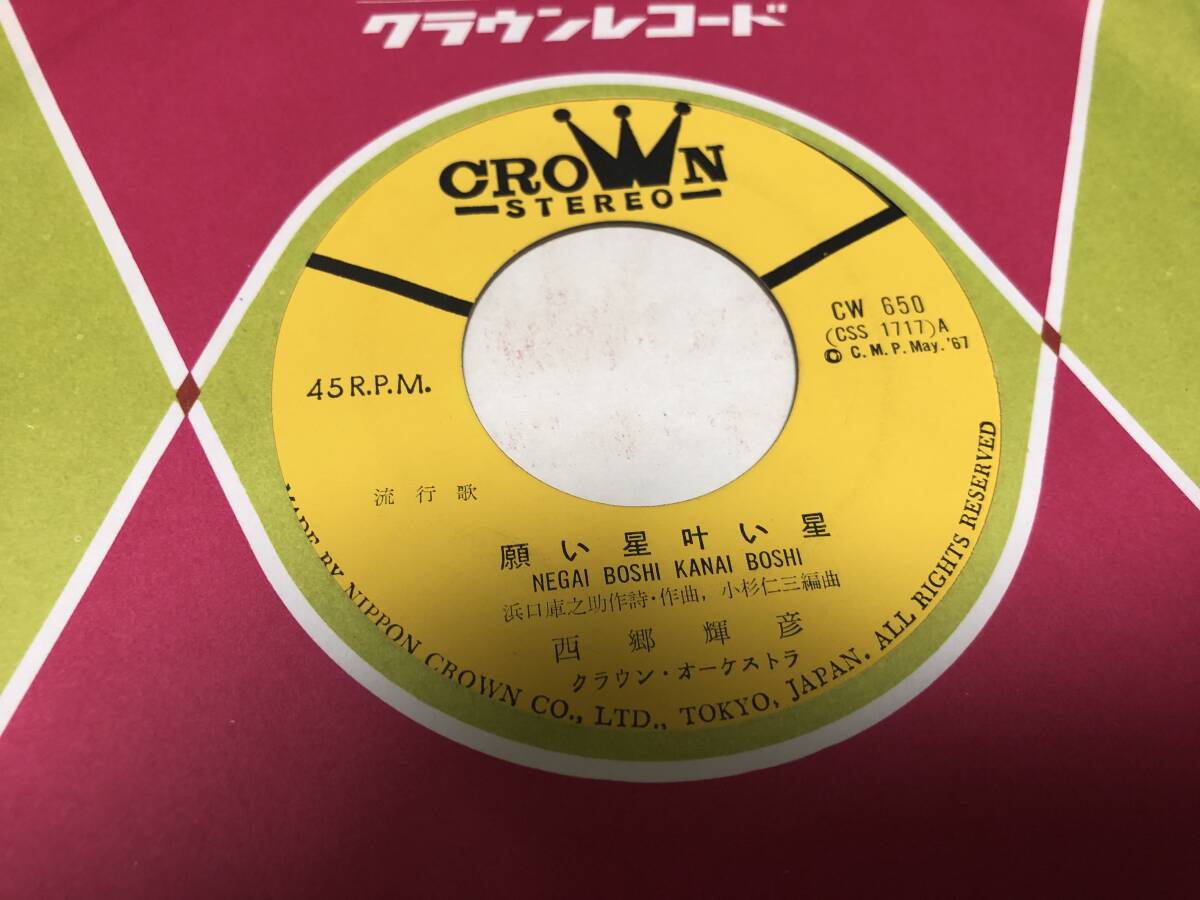 クラウンレコード
CROWN
STEREO
CW 650
(CSS 1717)A
© C.M.P. May. '67
45 R.P.M.
流行歌
願い星叶い星
NEGAI BOSHI KANAI BOSHI
浜口庫之助作詩・作曲, 小杉仁三編曲
西郷輝彦
クラウン・オーケストラ
MADE BY NIPPON CROWN CO., LTD., TOKYO, JAPAN. ALL RIGHTS RESERVED